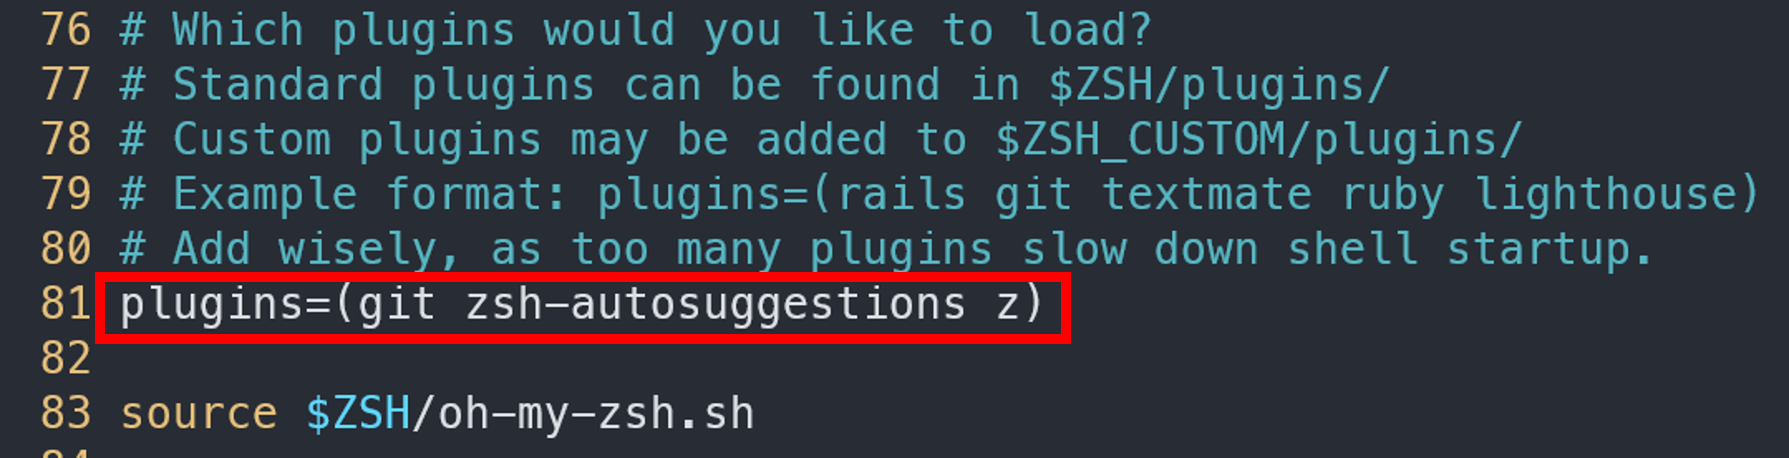 76 # Which plugins would you like to load?
77 # Standard plugins can be found in $ZSH/plugins/
78 # Custom plugins may be added to $ZSH_CUSTOM/plugins/
79 # Example format: plugins=(rails git textmate ruby lighthouse)
80 # Add wisely, as too many plugins slow down shell startup.
81 plugins=(git zsh-autosuggestions z)
82
83 source $ZSH/oh-my-zsh.sh